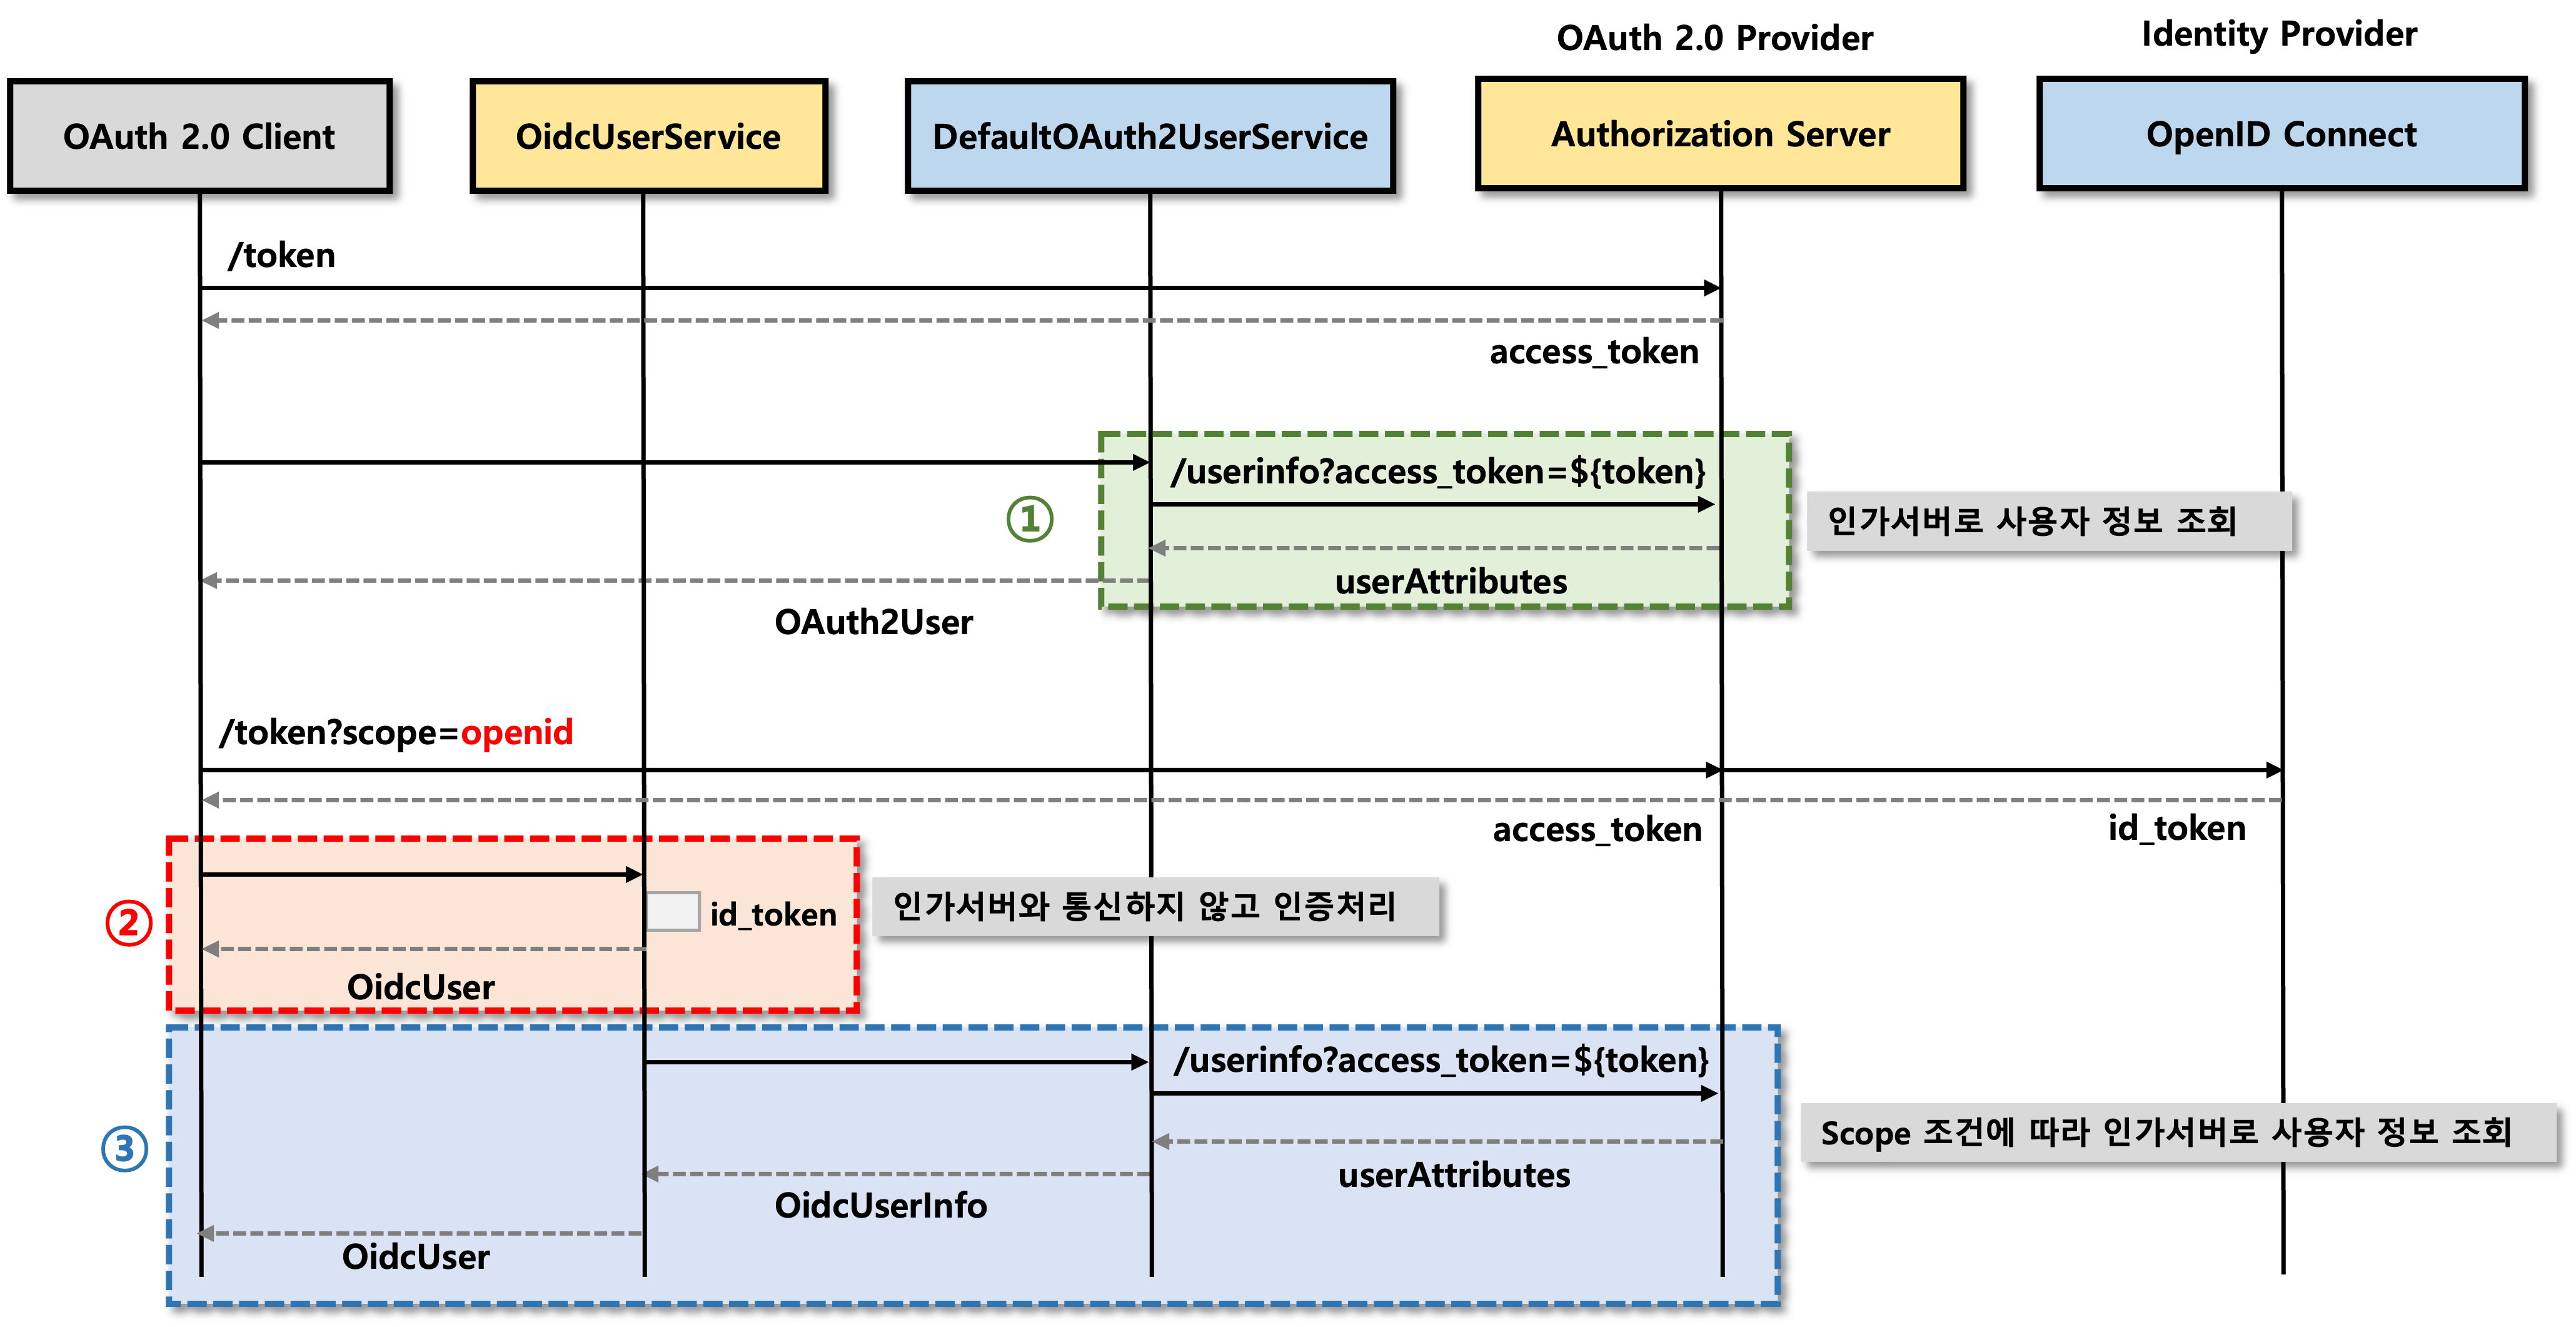 OAuth 2.0 Provider
Identity Provider
OAuth 2.0 Client
OidcUserService
DefaultOAuth2UserService
Authorization Server
OpenID Connect
/token
access_token
①
/userinfo?access_token=${token}
인가서버로 사용자 정보 조회
userAttributes
OAuth2User
/token?scope=openid
access_token
id_token
②
id_token
인가서버와 통신하지 않고 인증처리
OidcUser
③
/userinfo?access_token=${token}
Scope 조건에 따라 인가서버로 사용자 정보 조회
userAttributes
OidcUserInfo
OidcUser